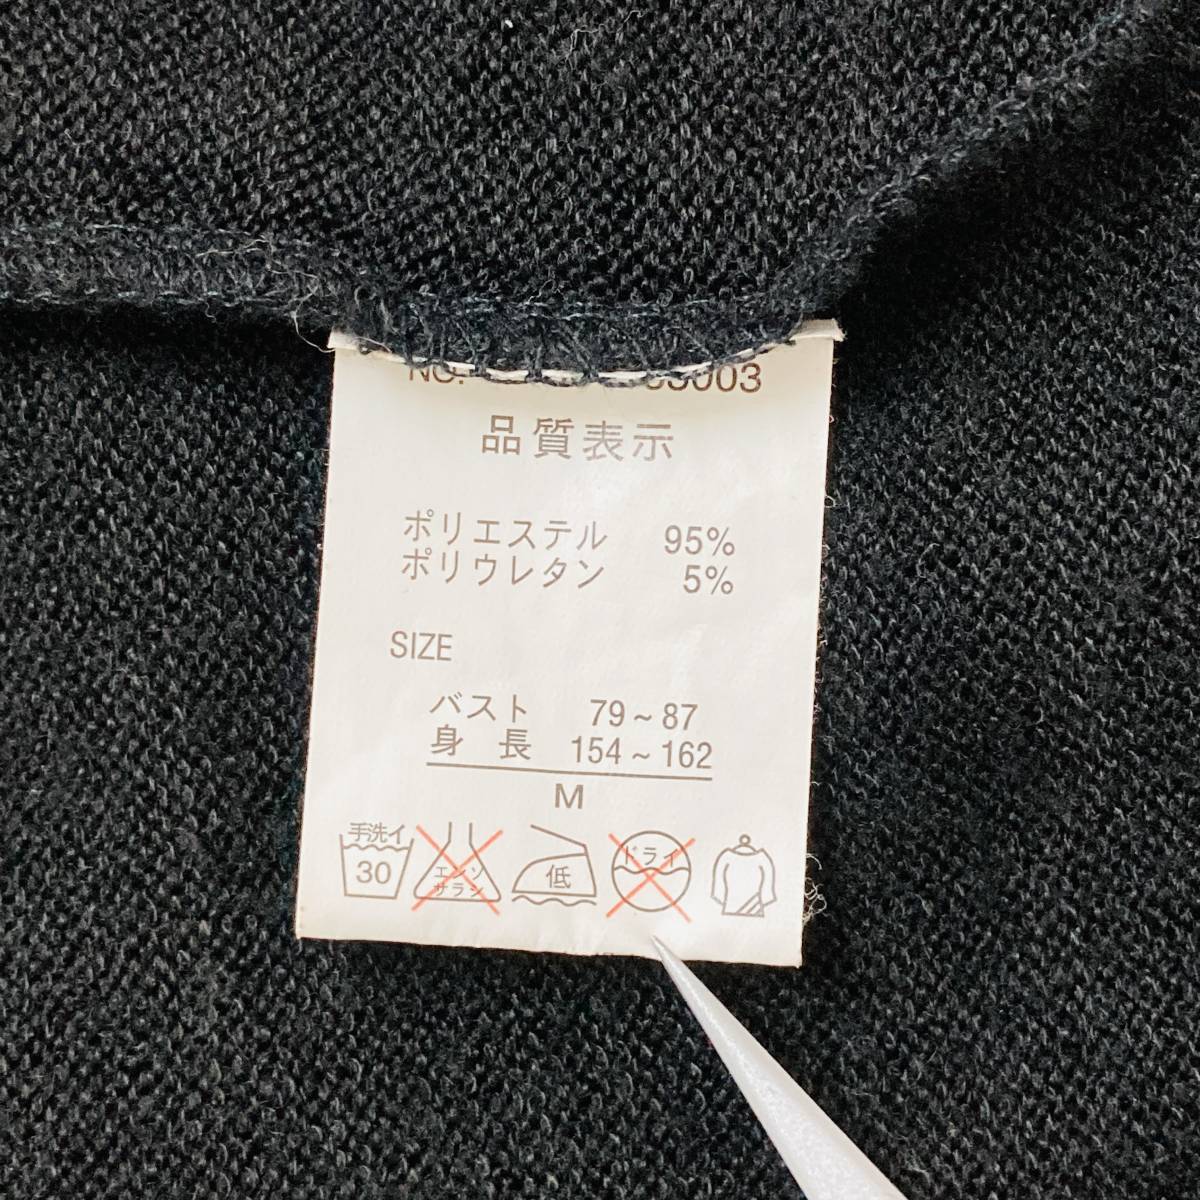 NO. 03003
品質表示
ポリエステル 95%
ポリウレタン 5%
SIZE
バスト 79~87
身 長 154~162
M
手洗イ
30
エンソ
サラシ
低
ドライ